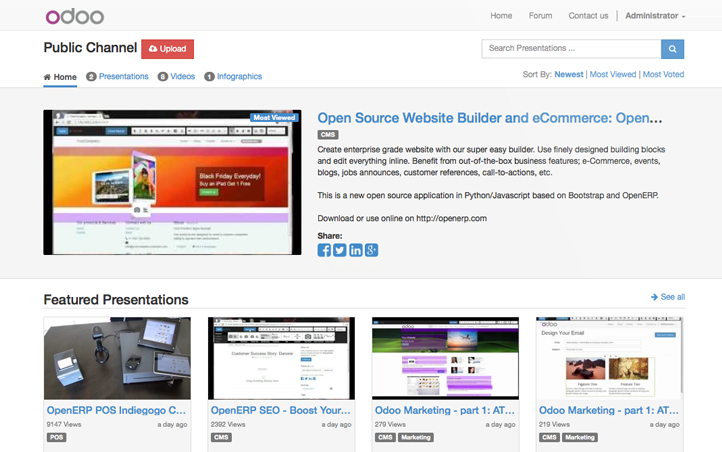 odoo
Home Forum Contact us Administrator
Public Channel Upload
Search Presentations ...
Home 2 Presentations 8 Videos 1 Infographics
Sort By: Newest | Most Viewed | Most Voted
Most Viewed
Black Friday Everyday!
Buy an iPad Get 1 Free
Open Source Website Builder and eCommerce: Open...
CMS
Create enterprise grade website with our super easy builder. Use finely designed building blocks
and edit everything inline. Benefit from out-of-the-box business features; e-Commerce, events,
blogs, jobs announces, customer references, call-to-actions, etc.
This is a new open source application in Python/Javascript based on Bootstrap and OpenERP.
Download or use online on http://openerp.com
Share:
Featured Presentations
See all
Customer Success Story: Danone
odoo
Design Your Email
Feature One
Feature Two
OpenERP POS Indiegogo C...
9147 Views a day ago
POS
OpenERP SEO - Boost Your...
2392 Views a day ago
CMS
Odoo Marketing - part 1: AT...
279 Views a day ago
CMS Marketing
Odoo Marketing - part 1: AT...
219 Views a day ago
CMS Marketing